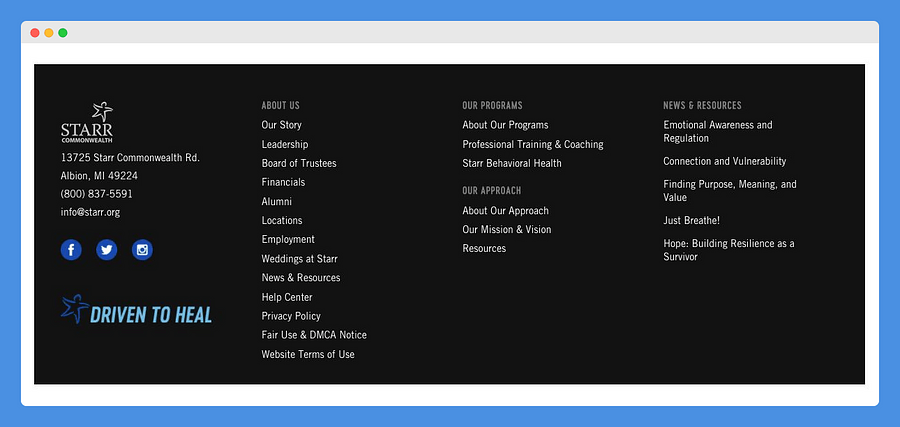 STARR
COMMONWEALTH
13725 Starr Commonwealth Rd.
Albion, MI 49224
(800) 837-5591
info@starr.org
DRIVEN TO HEAL
ABOUT US
Our Story
Leadership
Board of Trustees
Financials
Alumni
Locations
Employment
Weddings at Starr
News & Resources
Help Center
Privacy Policy
Fair Use & DMCA Notice
Website Terms of Use
OUR PROGRAMS
About Our Programs
Professional Training & Coaching
Starr Behavioral Health
OUR APPROACH
About Our Approach
Our Mission & Vision
Resources
NEWS & RESOURCES
Emotional Awareness and
Regulation
Connection and Vulnerability
Finding Purpose, Meaning, and
Value
Just Breathe!
Hope: Building Resilience as a
Survivor